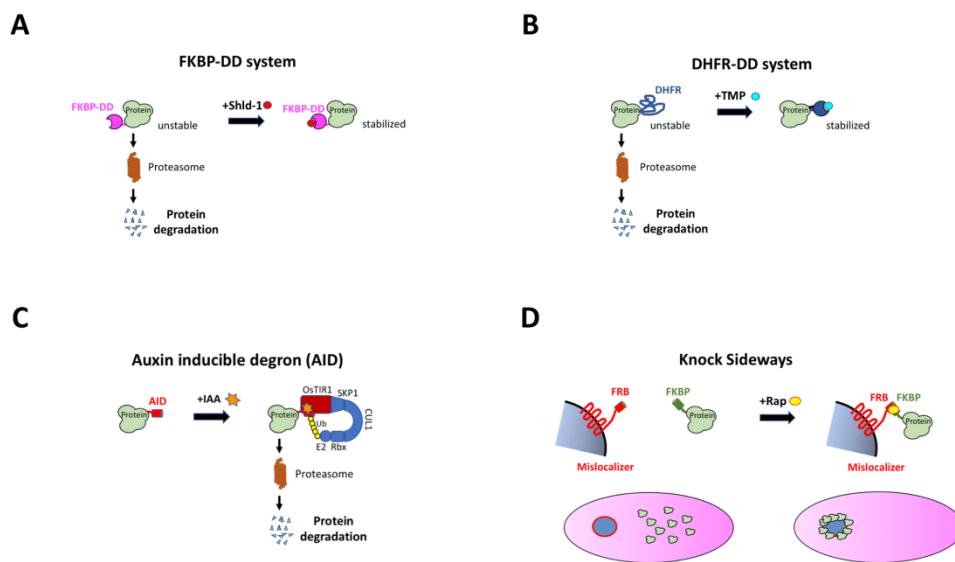 A
FKBP-DD system
FKBP-DD
Protein
unstable
+Shld-1
FKBP-DD
Protein
stabilized
Proteasome
Protein
degradation
B
DHFR-DD system
Protein
DHFR
unstable
+TMP
Protein
stabilized
Proteasome
Protein
degradation
C
Auxin inducible degron (AID)
Protein
AID
+IAA
Protein
OsTIR1
SKP1
CUL1
Ub
E2
Rbx
Proteasome
Protein
degradation
D
Knock Sideways
FRB
Mislocalizer
FKBP
Protein
+Rap
FRB
FKBP
Protein
Mislocalizer